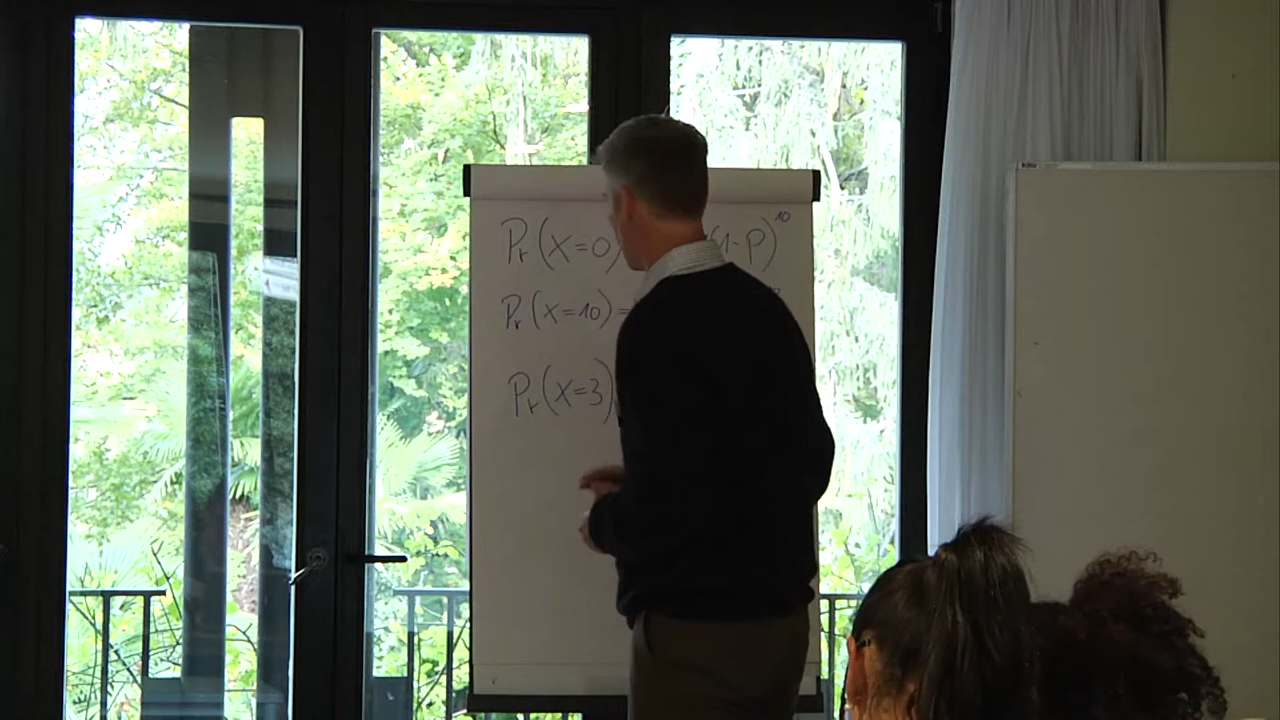 Pr (X=0) (1-P)^10
Pr (X=10) =
Pr (X=3)